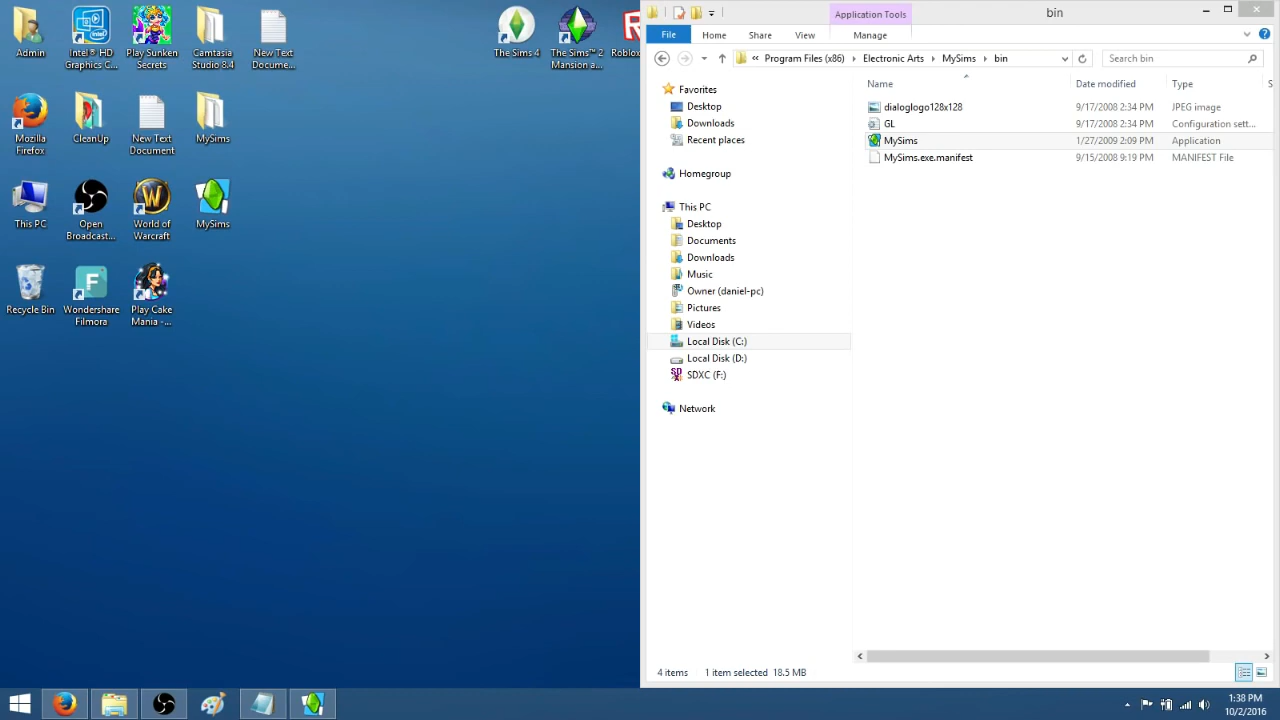 Admin
Intel® HD
Graphics C...
Play Sunken
Secrets
Camtasia
Studio 8.4
New Text
Docume...
Mozilla
Firefox
CleanUp
New Text
Document
MySims
This PC
Open
Broadcast...
World of
Warcraft
MySims
Recycle Bin
Wondershare
Filmora
Play Cake
Mania -...
The Sims 4
The Sims™ 2
Mansion a...
Roblox
bin
Application Tools
File
Home
Share
View
Manage
« Program Files (x86)
Electronic Arts
MySims
bin
Search bin
Favorites
Desktop
Downloads
Recent places
Homegroup
This PC
Desktop
Documents
Downloads
Music
Owner (daniel-pc)
Pictures
Videos
Local Disk (C:)
Local Disk (D:)
SDXC (F:)
Network
Name Date modified Type S
dialoglogo128x128 9/17/2008 2:34 PM JPEG image
GL 9/17/2008 2:34 PM Configuration sett...
MySims 1/27/2009 2:09 PM Application
MySims.exe.manifest 9/15/2008 9:19 PM MANIFEST File
4 items 1 item selected 18.5 MB
1:38 PM
10/2/2016